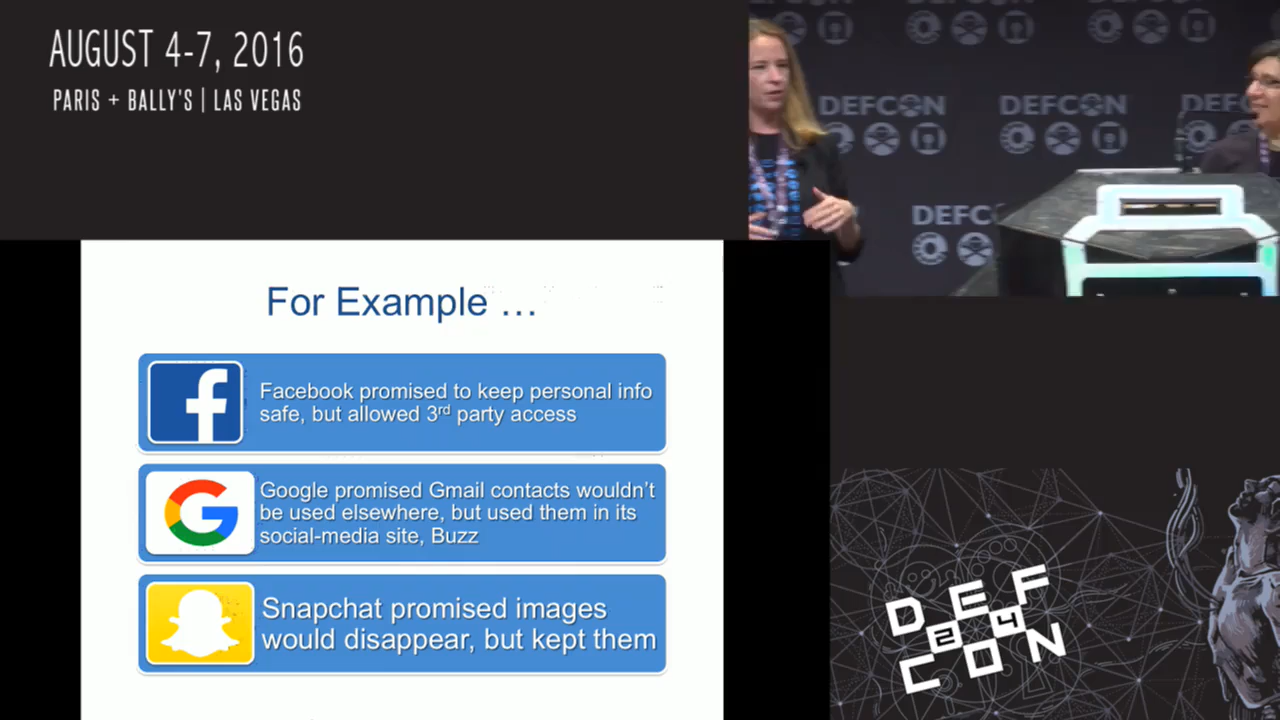 AUGUST 4-7, 2016
PARIS + BALLY'S | LAS VEGAS
DEFCON DEFCON DEFCON
DEFC
For Example …
Facebook promised to keep personal info
safe, but allowed 3rd party access
Google promised Gmail contacts wouldn't
be used elsewhere, but used them in its
social-media site, Buzz
Snapchat promised images
would disappear, but kept them
DEF
24
CON